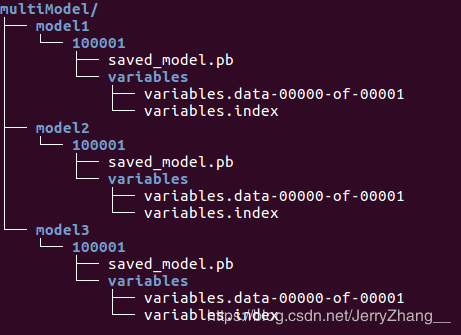 multiModel/
├── model1
│   └── 100001
│       ├── saved_model.pb
│       └── variables
│           ├── variables.data-00000-of-00001
│           └── variables.index
├── model2
│   └── 100001
│       ├── saved_model.pb
│       └── variables
│           ├── variables.data-00000-of-00001
│           └── variables.index
└── model3
    └── 100001
        ├── saved_model.pb
        └── variables
            ├── variables.data-00000-of-00001
            └── variables.index
https://blog.csdn.net/JerryZhang__